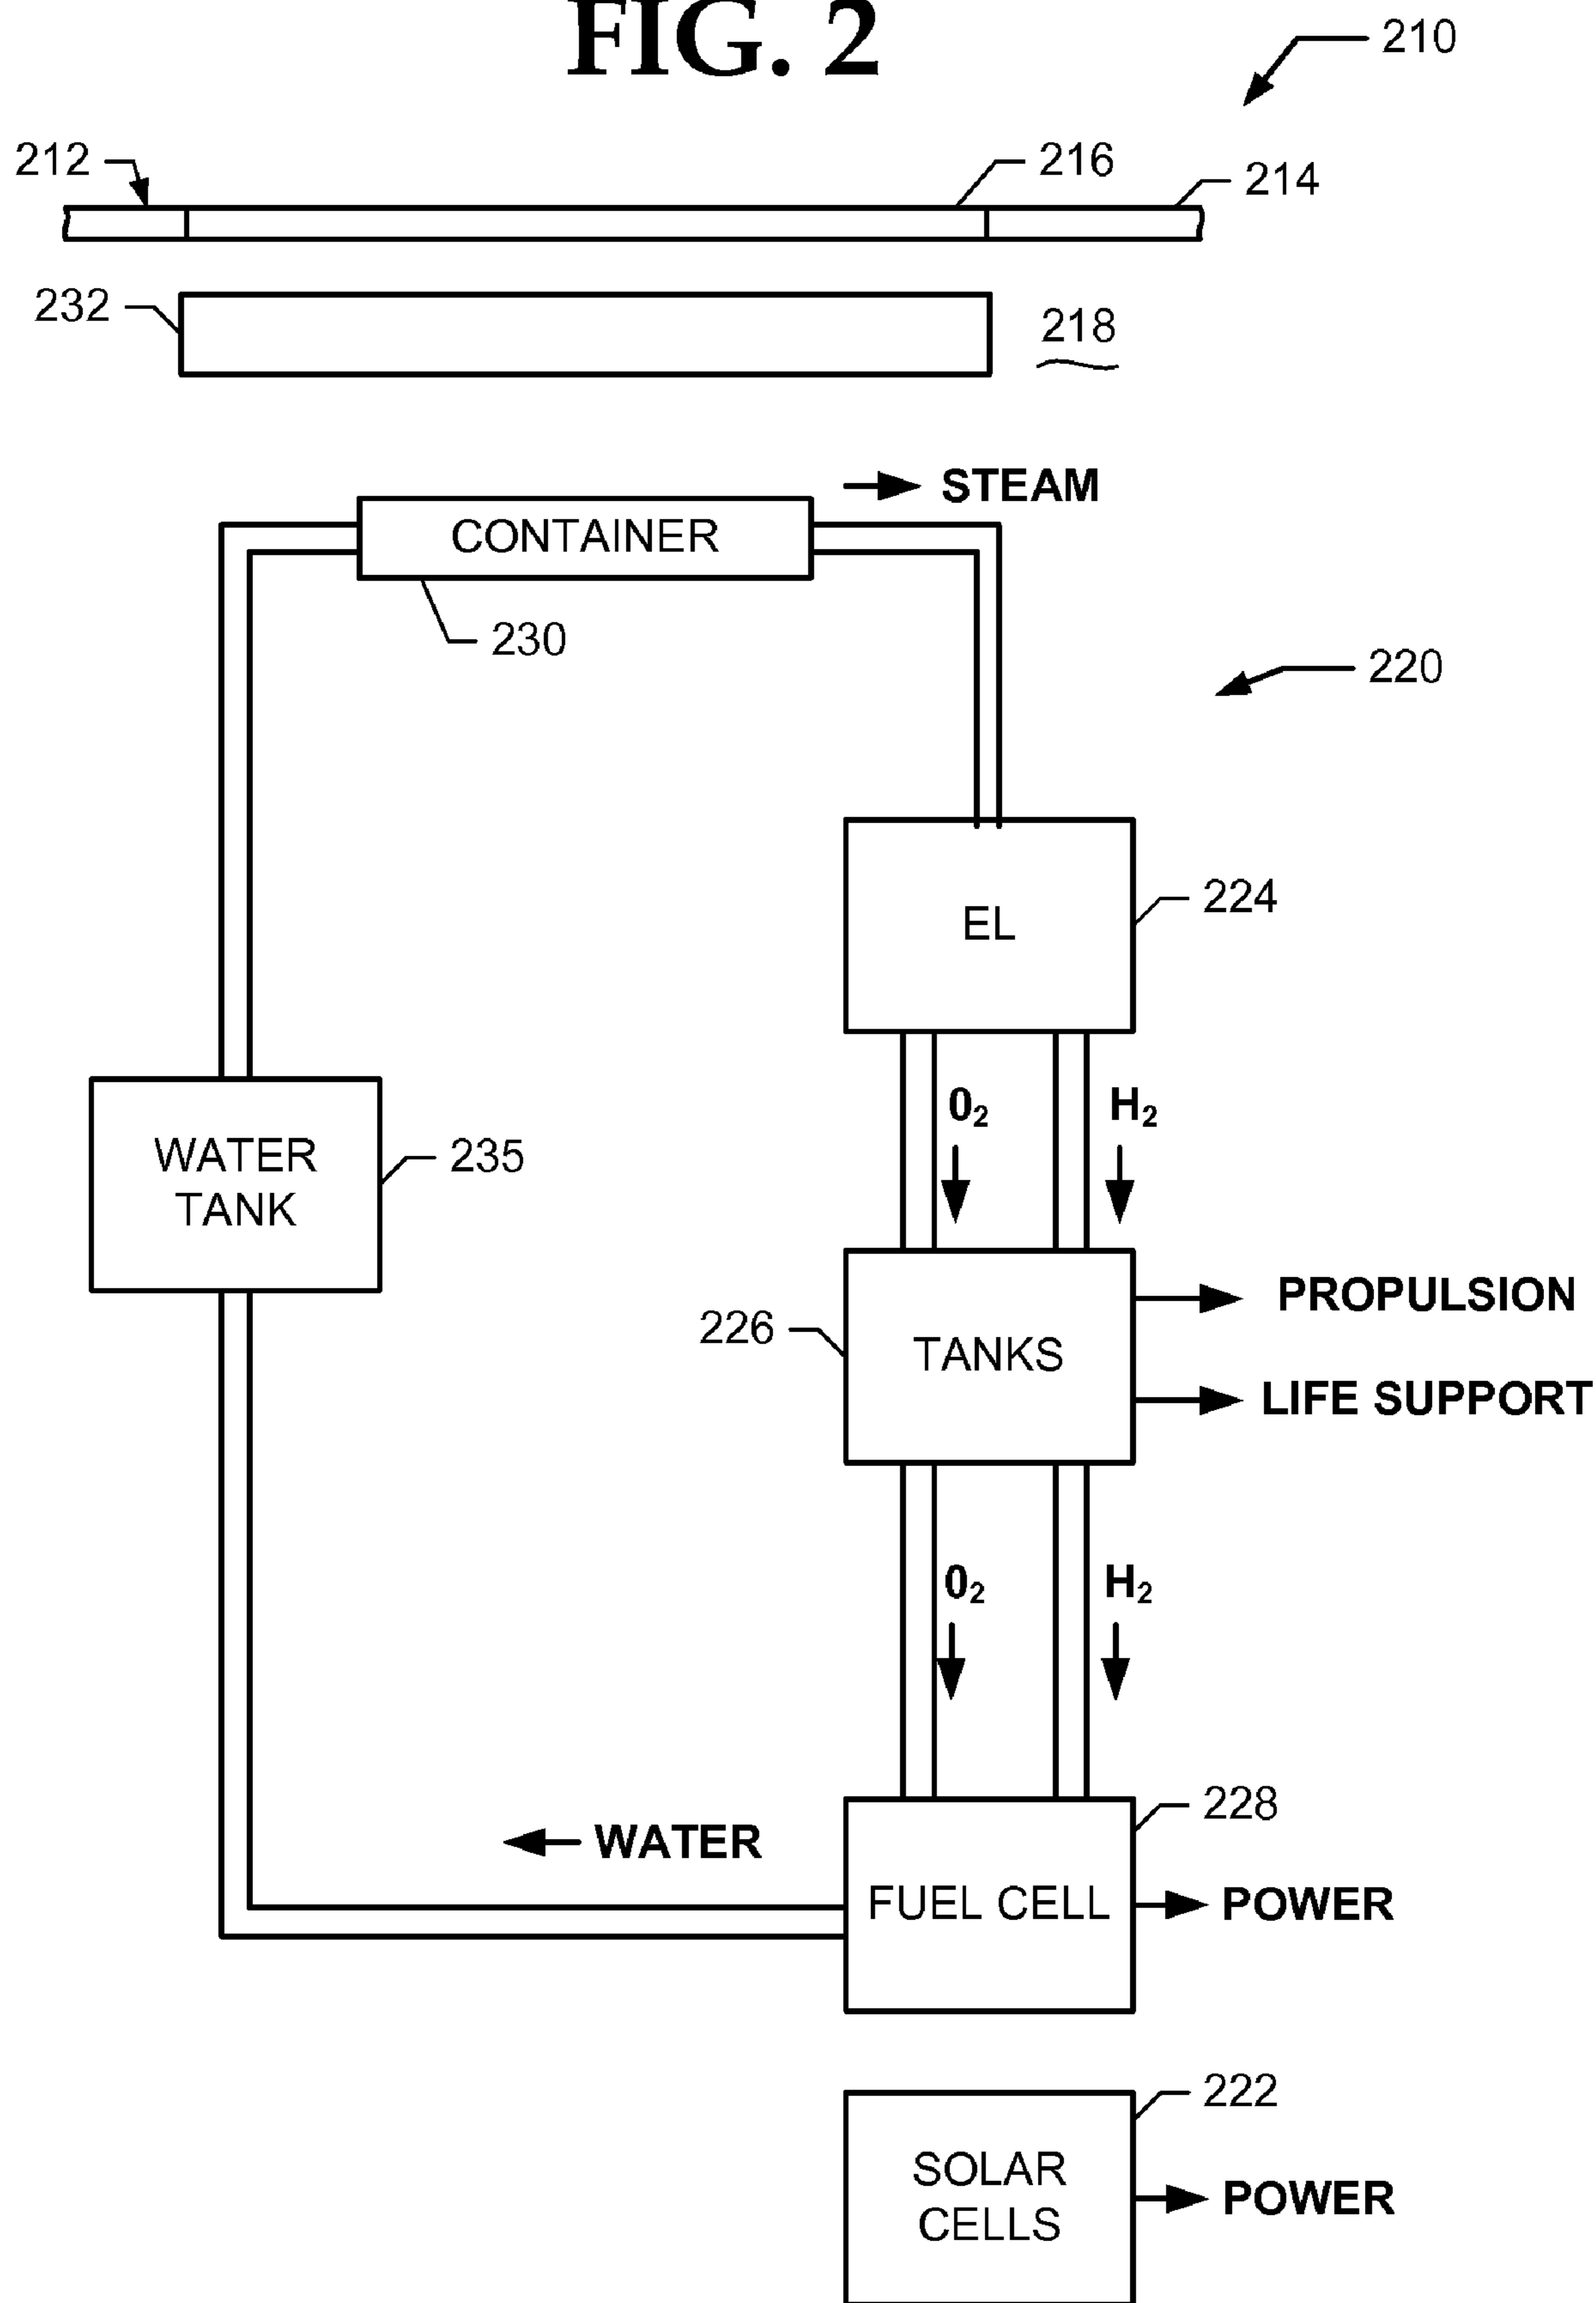 FIG. 2
210
212
216
214
232
218
STEAM
CONTAINER
230
220
EL
224
0₂
H₂
WATER
TANK
235
PROPULSION
226
TANKS
LIFE SUPPORT
0₂
H₂
228
WATER
FUEL CELL
POWER
222
SOLAR
CELLS
POWER